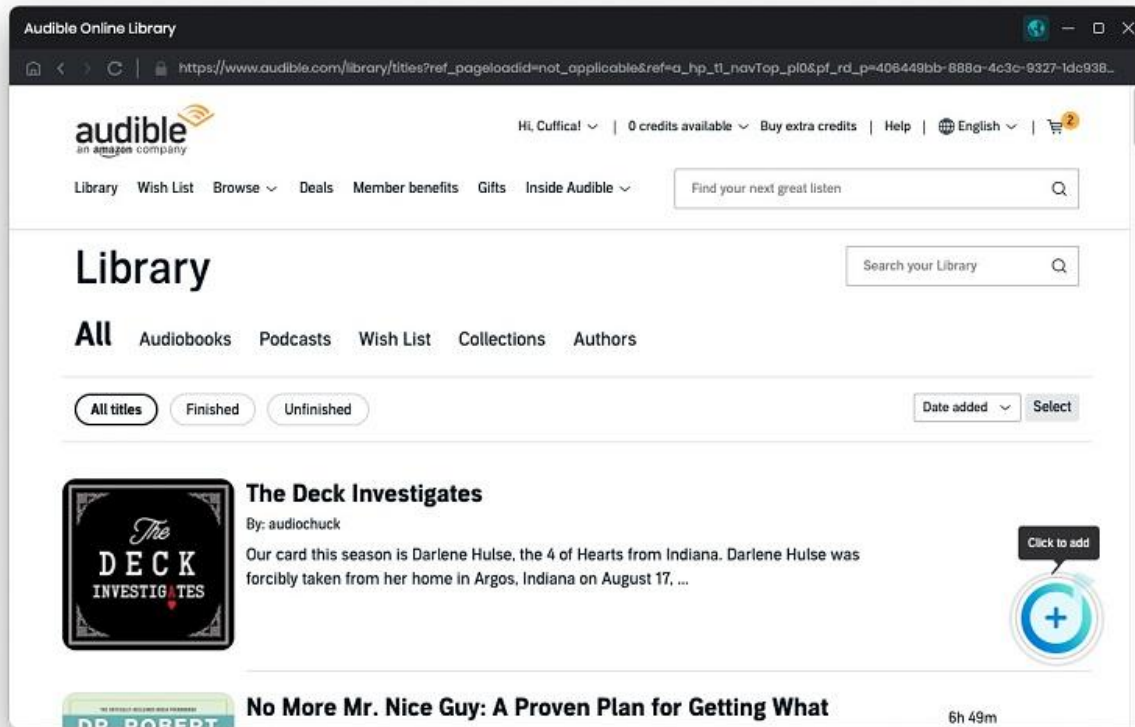 Audible Online Library
https://www.audible.com/library/titles?ref_pageloadid=not_applicable&ref=a_hp_t1_navTop_pl0&pf_rd_p=406449bb-888a-4c3c-9327-1dc938...
audible
an amazon company
Hi, Cuffica! | 0 credits available Buy extra credits | Help | English | 2
Library Wish List Browse Deals Member benefits Gifts Inside Audible
Find your next great listen
Library
Search your Library
All Audiobooks Podcasts Wish List Collections Authors
All titles Finished Unfinished
Date added Select
The
DECK
INVESTIGATES
The Deck Investigates
By: audiochuck
Our card this season is Darlene Hulse, the 4 of Hearts from Indiana. Darlene Hulse was
forcibly taken from her home in Argos, Indiana on August 17, ...
Click to add
+
DR. ROBERT
No More Mr. Nice Guy: A Proven Plan for Getting What
6h 49m